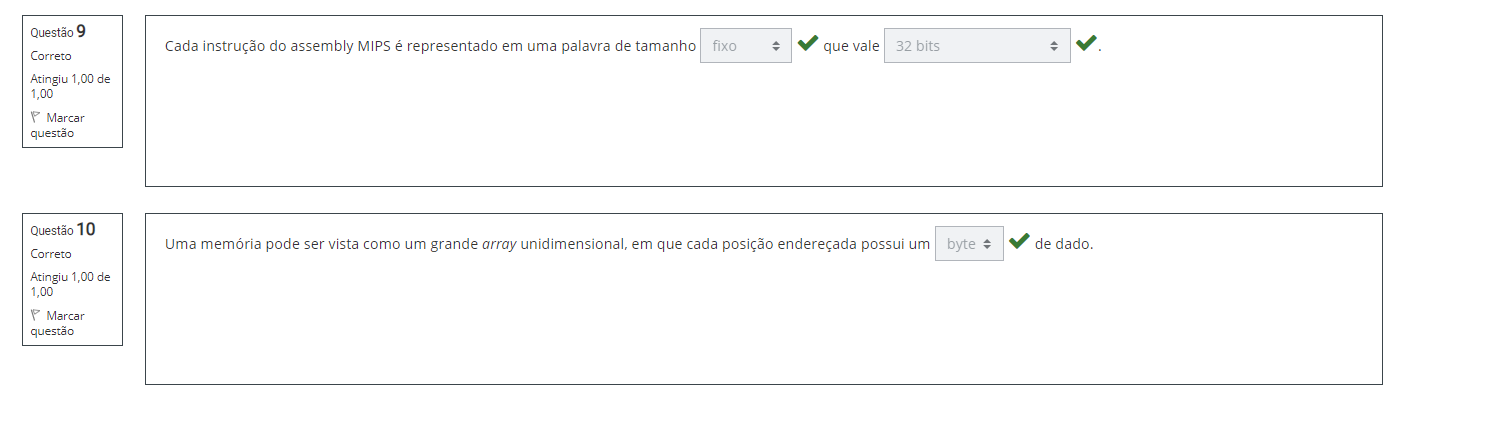 Questão 9
Correto
Atingiu 1,00 de
1,00
Marcar
questão
Cada instrução do assembly MIPS é representado em uma palavra de tamanho fixo que vale 32 bits .
Questão 10
Correto
Atingiu 1,00 de
1,00
Marcar
questão
Uma memória pode ser vista como um grande array unidimensional, em que cada posição endereçada possui um byte de dado.